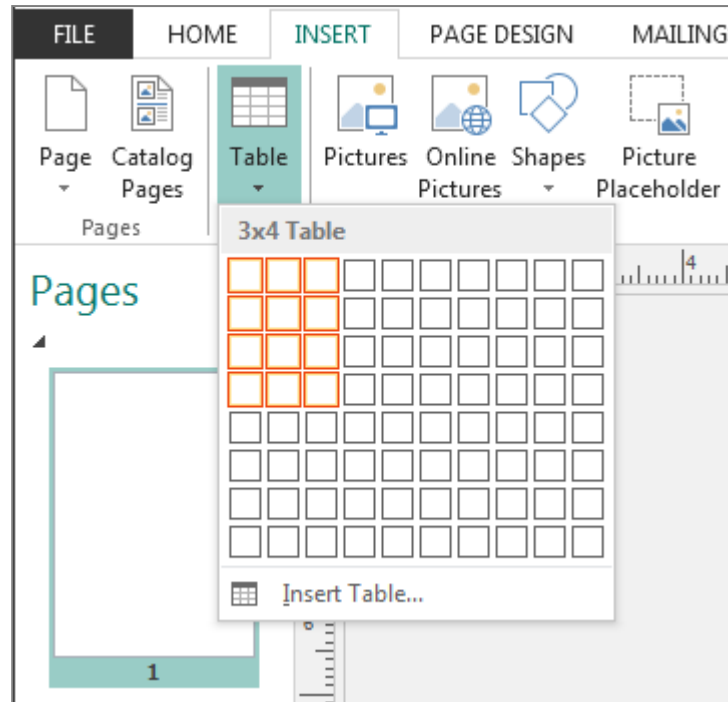 FILE HOME INSERT PAGE DESIGN MAILING
Page Catalog Pages Table Pictures Online Pictures Shapes Picture Placeholder
Pages
3x4 Table
4
Pages
Insert Table...
6
1